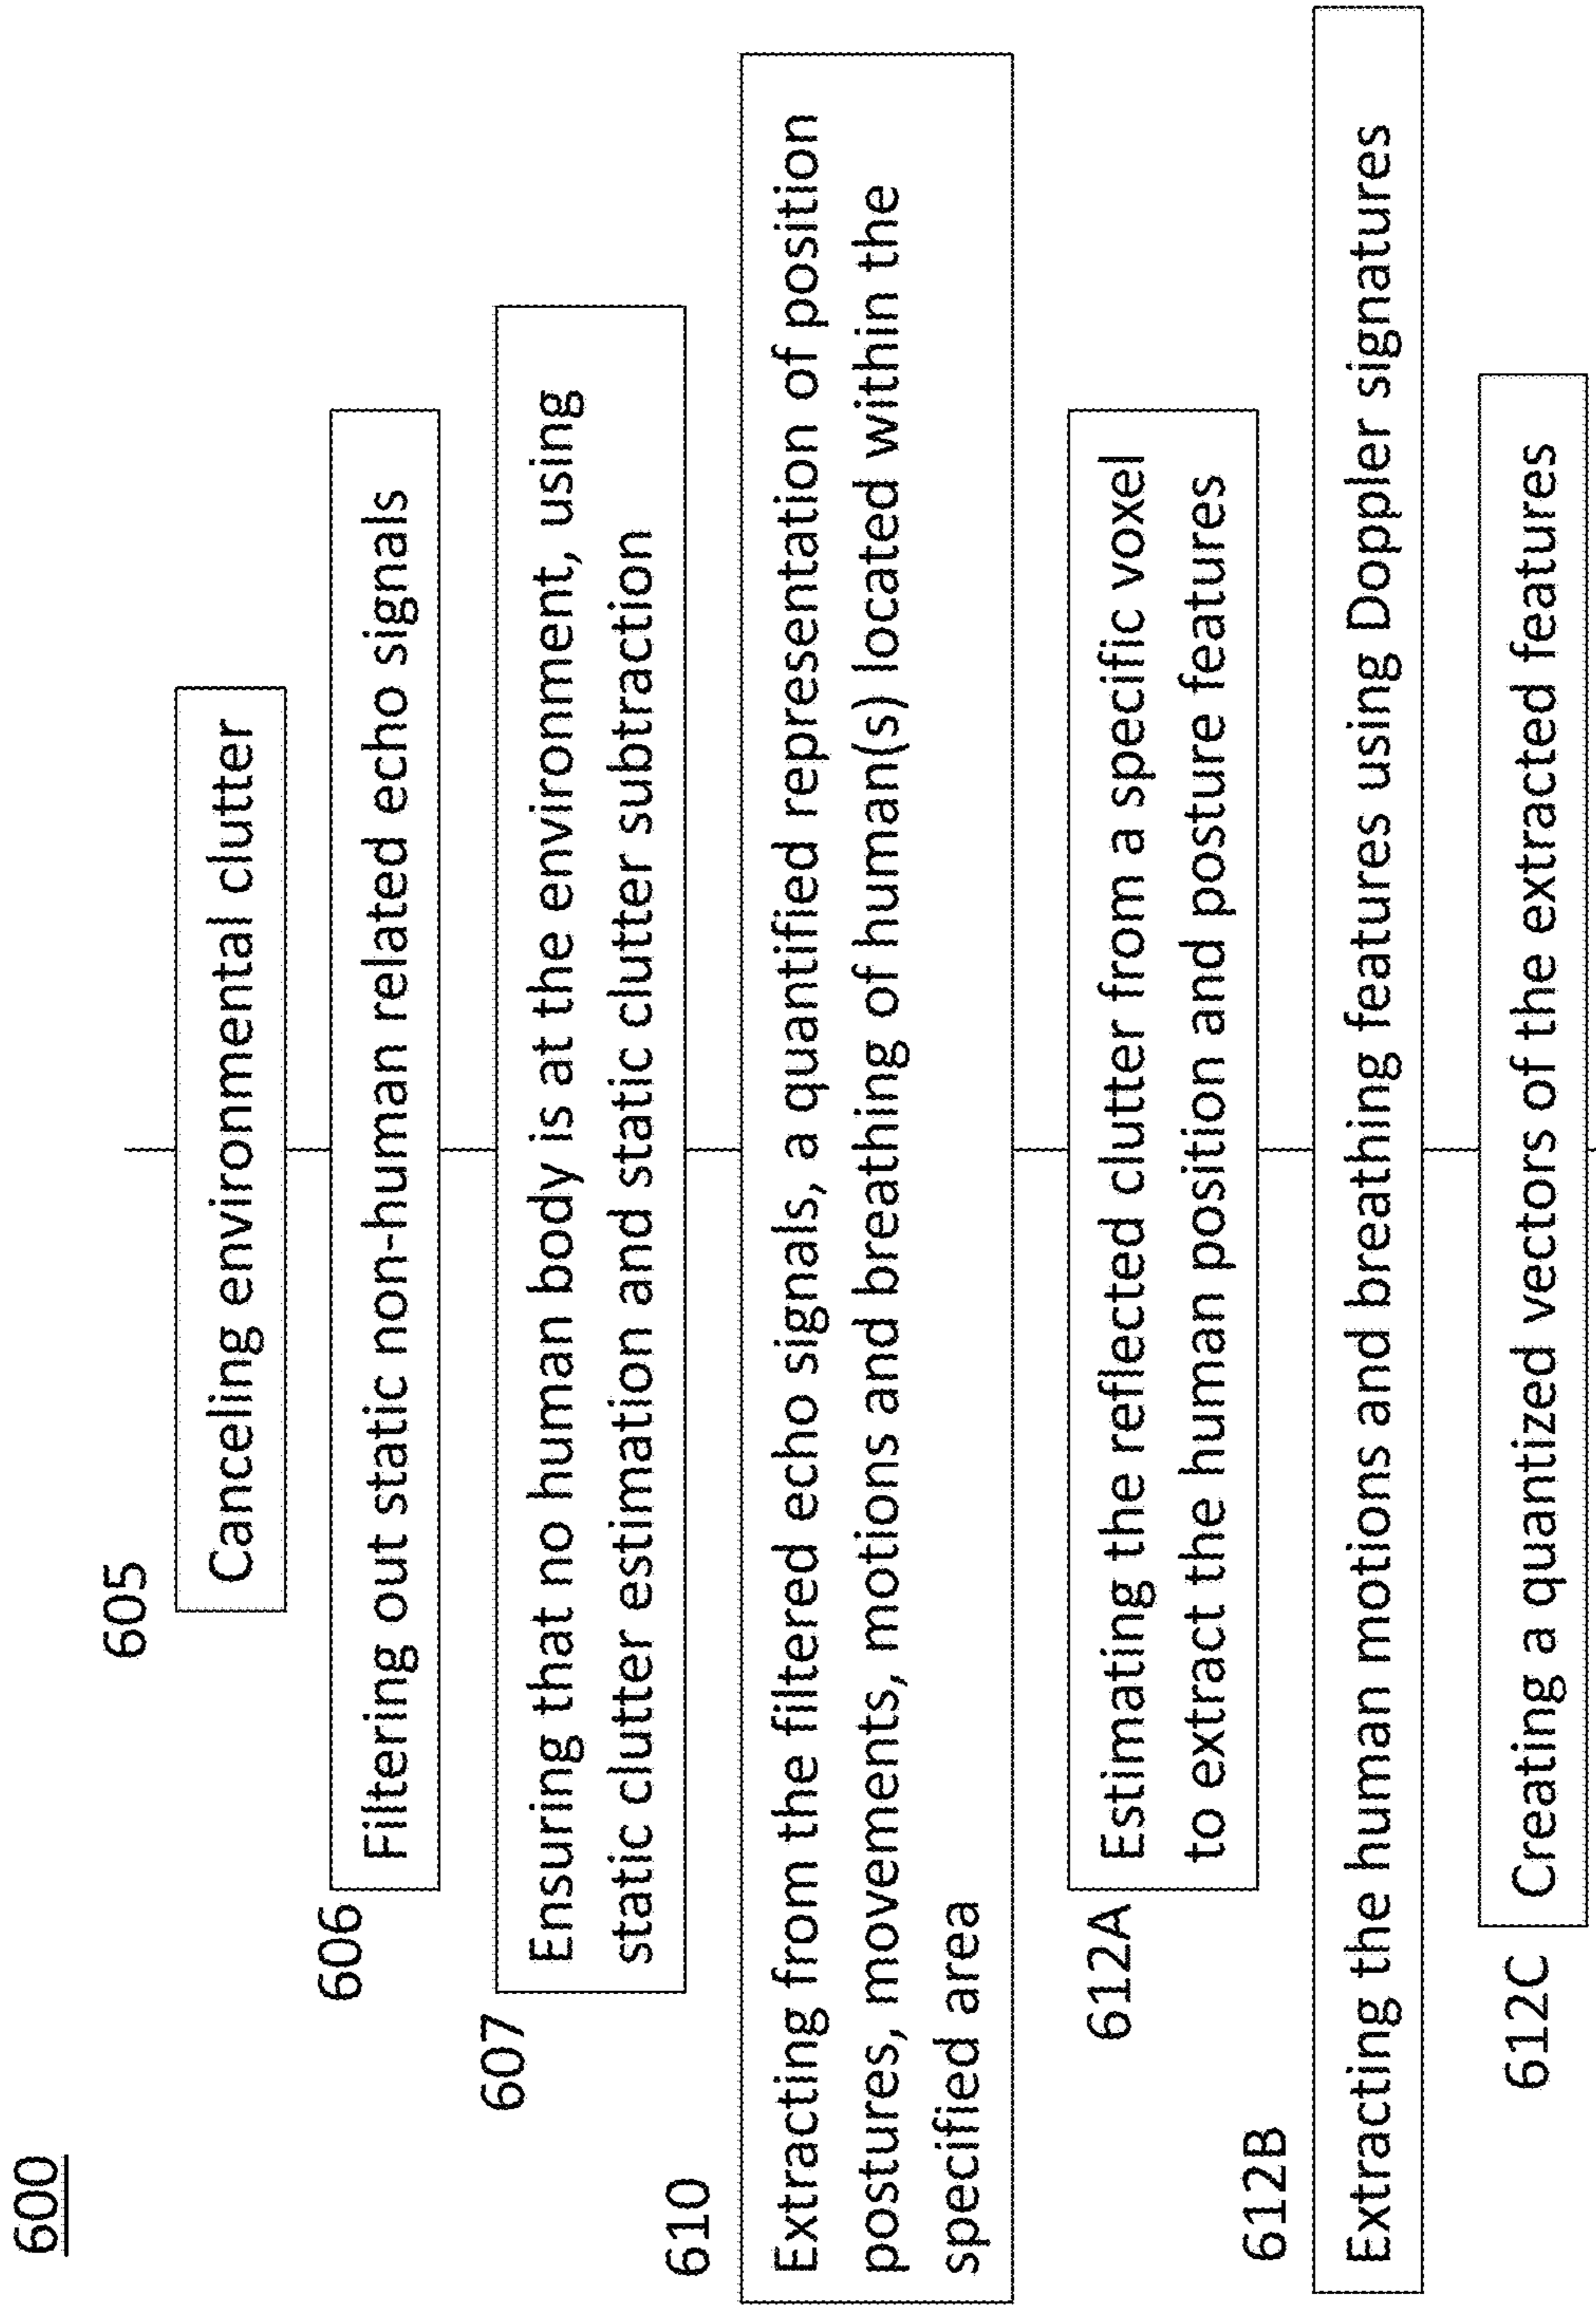 600
605
Canceling environmental clutter
606
Filtering out static non-human related echo signals
607
Ensuring that no human body is at the environment, using
static clutter estimation and static clutter subtraction
610
Extracting from the filtered echo signals, a quantified representation of position
postures, movements, motions and breathing of human(s) located within the
specified area
612A
Estimating the reflected clutter from a specific voxel
to extract the human position and posture features
612B
Extracting the human motions and breathing features using Doppler signatures
612C
Creating a quantized vectors of the extracted features